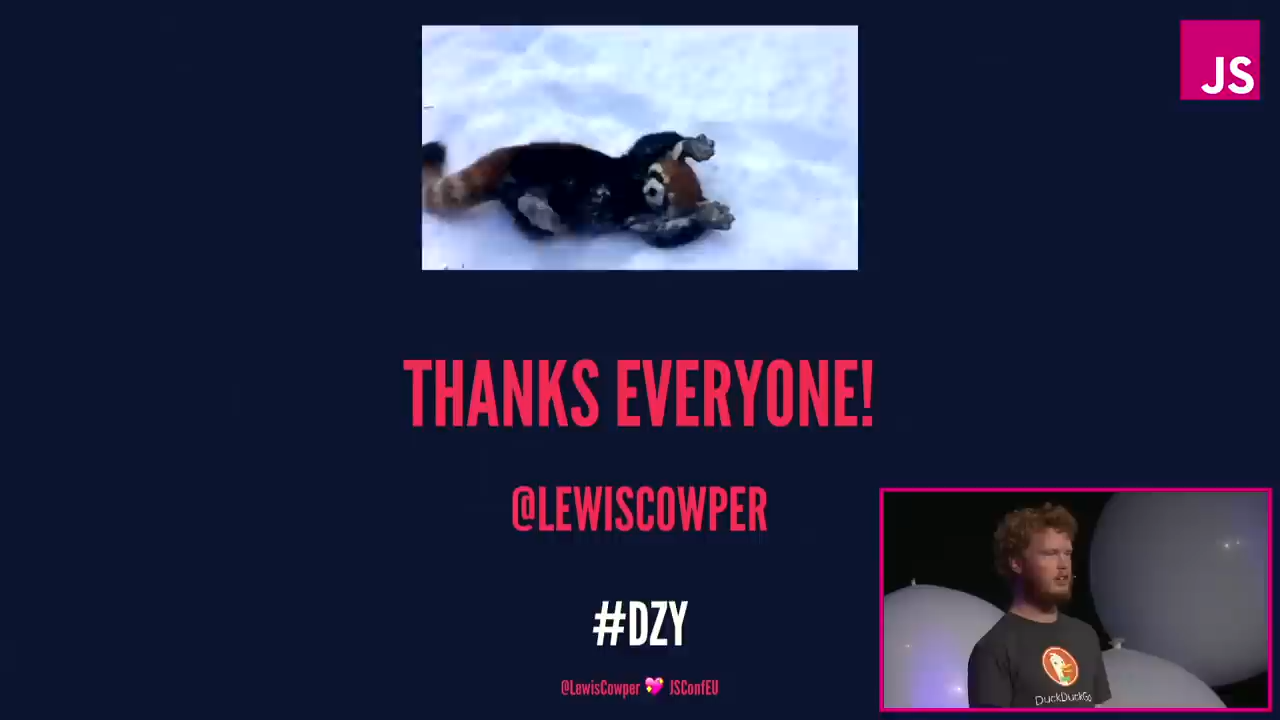 JS
THANKS EVERYONE!
@LEWISCOWPER
#DZY
@LewisCowper 💖 JSConfEU
DuckDuckGo